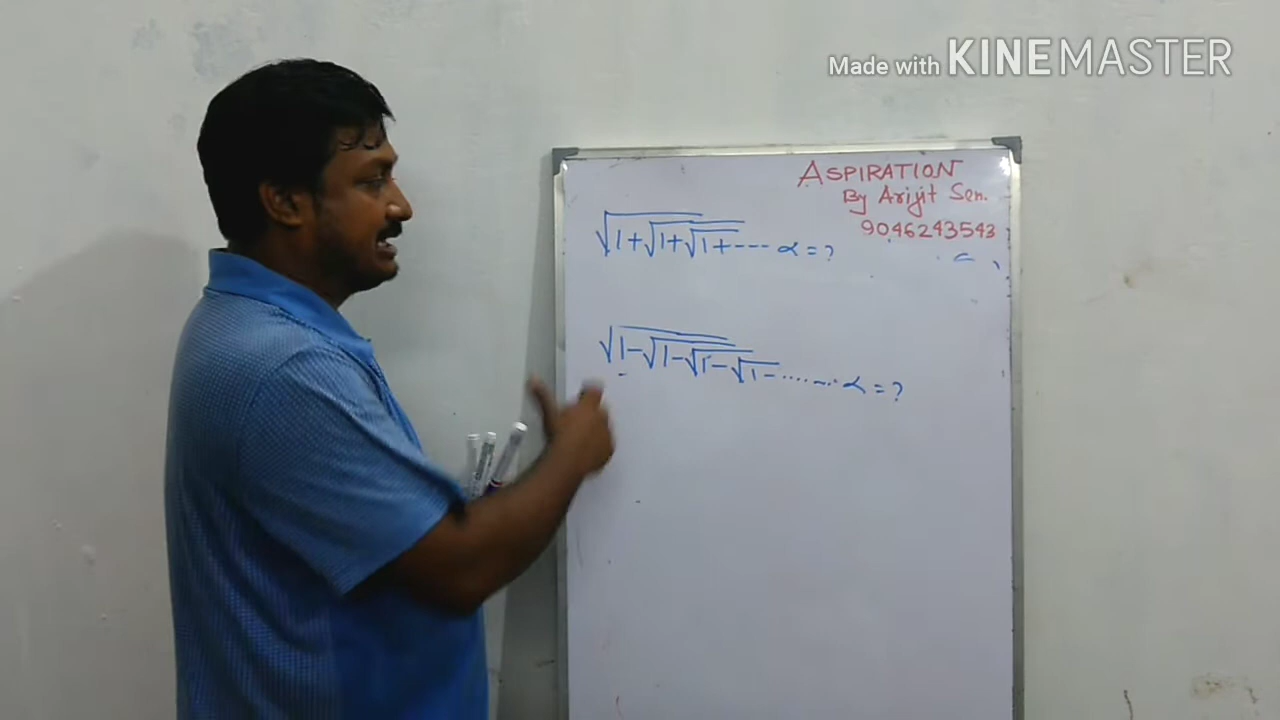 Made with KINEMASTER
ASPIRATION
By Arijit Sen.
9046243543
√1+√1+√1+---- α = ?
√1-√1-√1-√1-........ α = ?